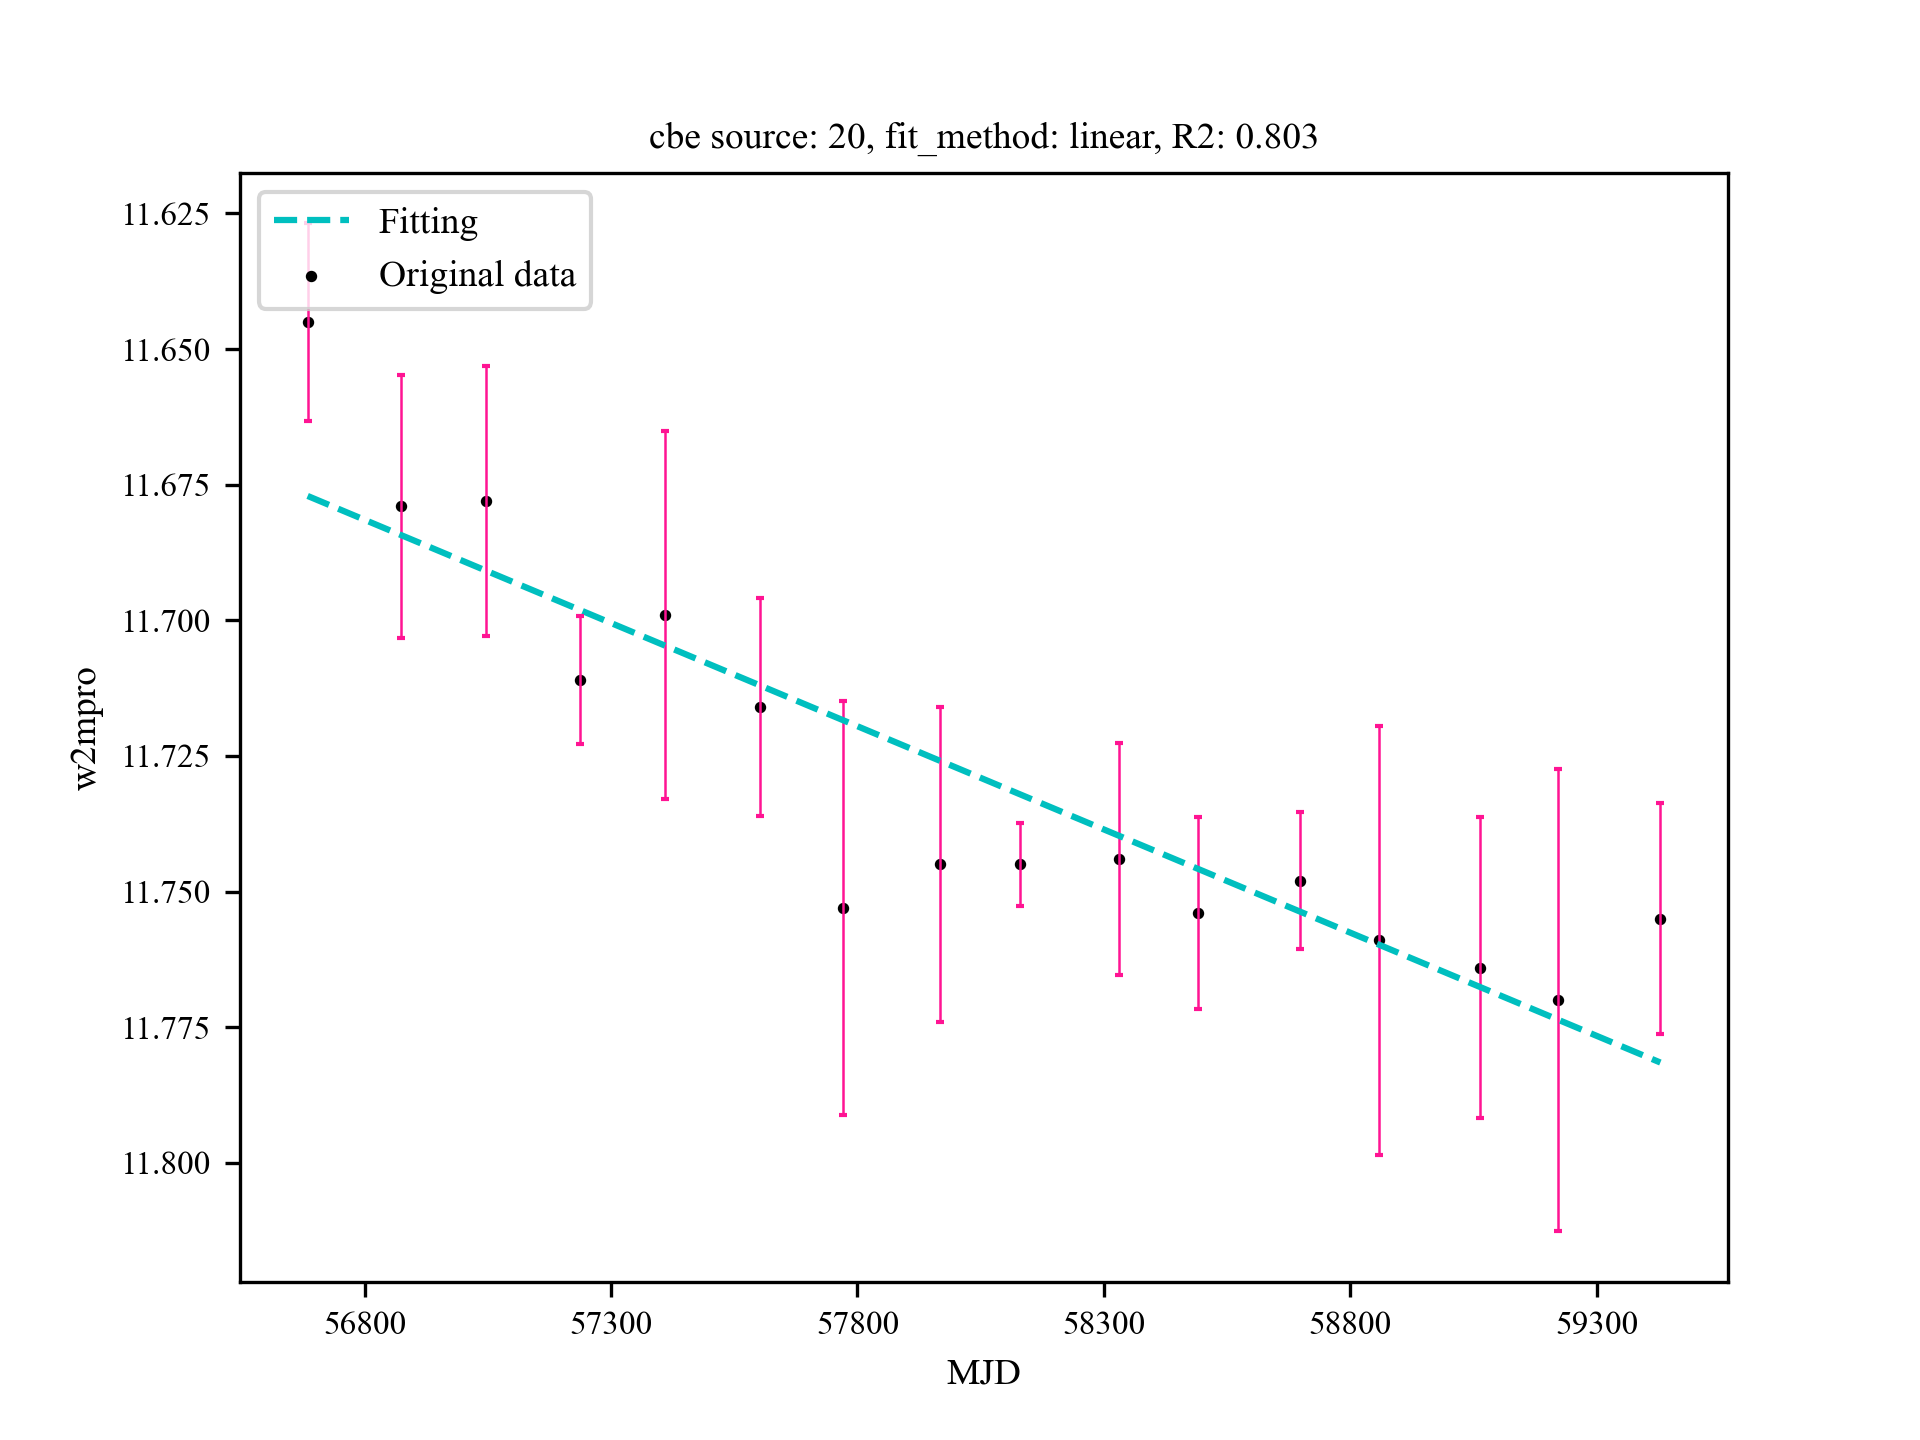 cbe source: 20, fit_method: linear, R2: 0.803
Fitting
Original data
11.625
11.650
11.675
11.700
11.725
11.750
11.775
11.800
w2mpro
56800
57300
57800
58300
58800
59300
MJD